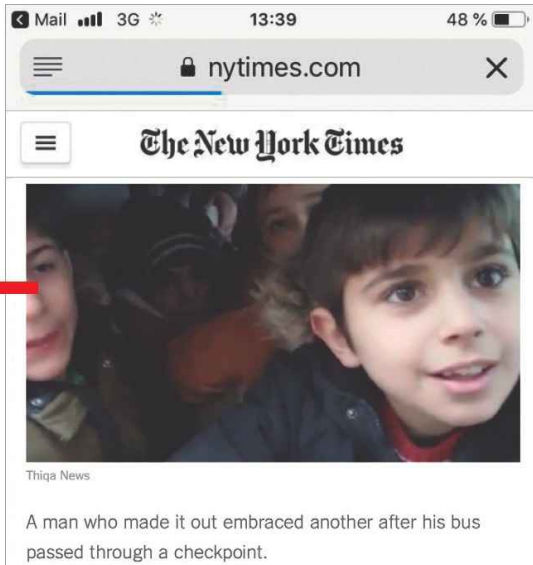 Mail 3G 13:39 48 %
nytimes.com
The New York Times
Thiqa News
A man who made it out embraced another after his bus
passed through a checkpoint.